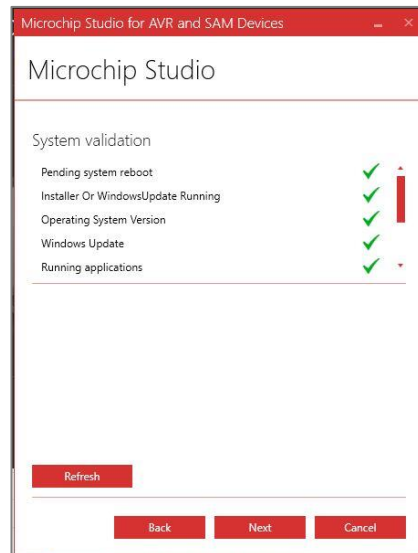 Microchip Studio for AVR and SAM Devices
Microchip Studio
System validation
Pending system reboot
Installer Or WindowsUpdate Running
Operating System Version
Windows Update
Running applications
Refresh
Back Next Cancel